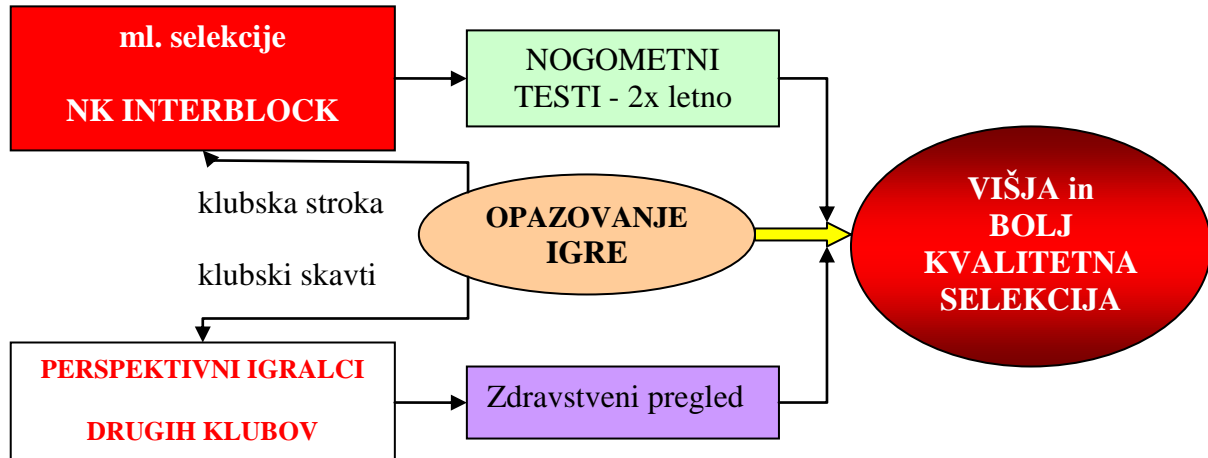 ml. selekcije
NK INTERBLOCK
NOGOMETNI
TESTI - 2x letno
klubska stroka
klubski skavti
OPAZOVANJE
IGRE
VIŠJA in
BOLJ
KVALITETNA
SELEKCIJA
PERSPEKTIVNI IGRALCI
DRUGIH KLUBOV
Zdravstveni pregled